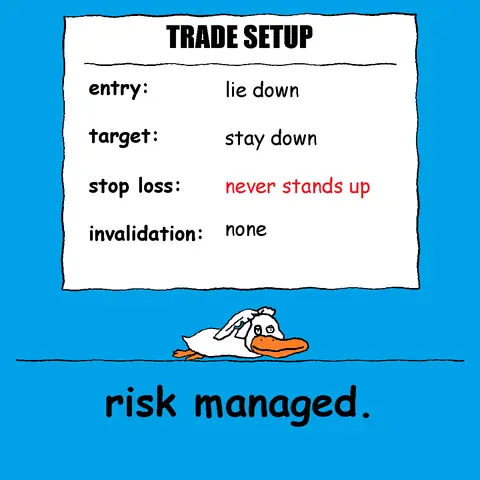 TRADE SETUP
entry: lie down
target: stay down
stop loss: never stands up
invalidation: none
risk managed.